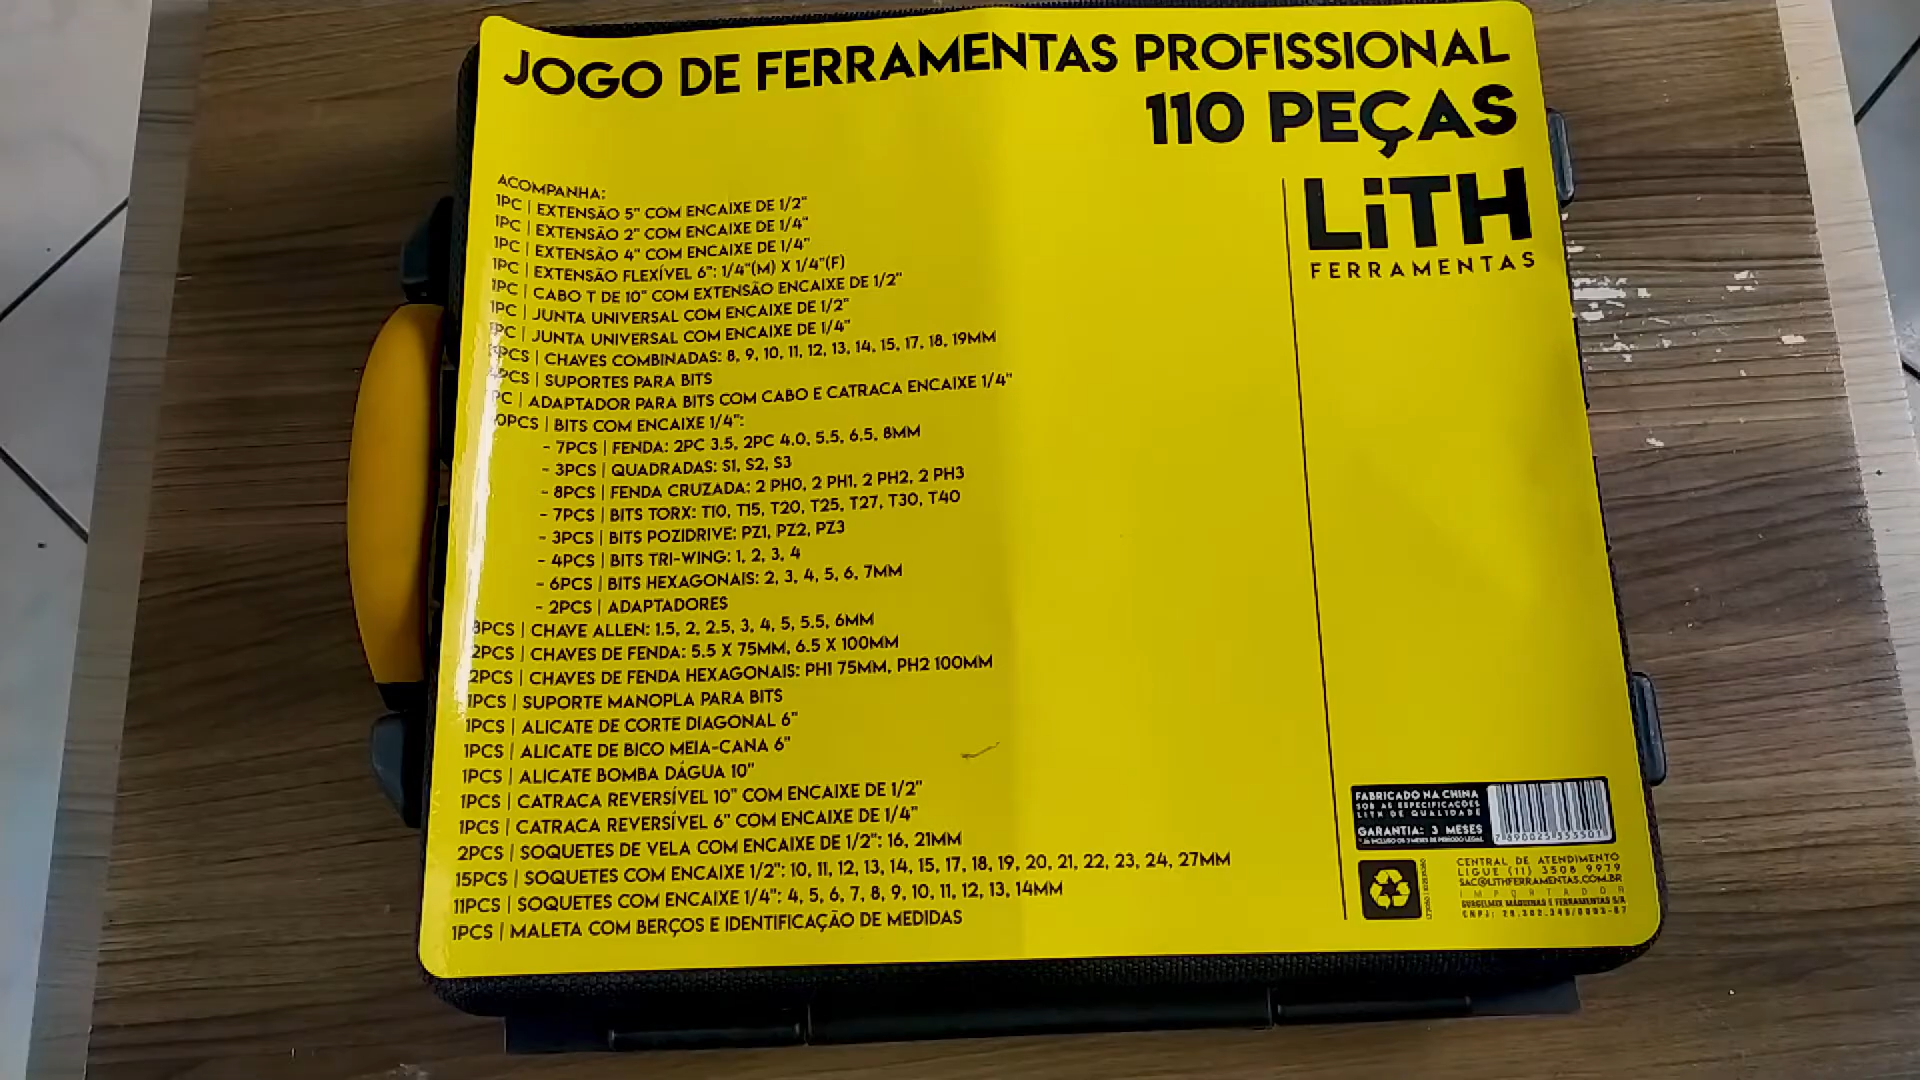 JOGO DE FERRAMENTAS PROFISSIONAL
110 PEÇAS
LiTH
FERRAMENTAS
ACOMPANHA:
1PC | EXTENSÃO 5" COM ENCAIXE DE 1/2"
1PC | EXTENSÃO 2" COM ENCAIXE DE 1/4"
1PC | EXTENSÃO 4" COM ENCAIXE DE 1/4"
1PC | EXTENSÃO FLEXÍVEL 6": 1/4"(M) X 1/4"(F)
1PC | CABO T DE 10" COM EXTENSÃO ENCAIXE DE 1/2"
1PC | JUNTA UNIVERSAL COM ENCAIXE DE 1/2"
1PC | JUNTA UNIVERSAL COM ENCAIXE DE 1/4"
PCS | CHAVES COMBINADAS: 8, 9, 10, 11, 12, 13, 14, 15, 17, 18, 19MM
PCS | SUPORTES PARA BITS
PC | ADAPTADOR PARA BITS COM CABO E CATRACA ENCAIXE 1/4"
0PCS | BITS COM ENCAIXE 1/4":
- 7PCS | FENDA: 2PC 3.5, 2PC 4.0, 5.5, 6.5, 8MM
- 3PCS | QUADRADAS: S1, S2, S3
- 8PCS | FENDA CRUZADA: 2 PH0, 2 PH1, 2 PH2, 2 PH3
- 7PCS | BITS TORX: T10, T15, T20, T25, T27, T30, T40
- 3PCS | BITS POZIDRIVE: PZ1, PZ2, PZ3
- 4PCS | BITS TRI-WING: 1, 2, 3, 4
- 6PCS | BITS HEXAGONAIS: 2, 3, 4, 5, 6, 7MM
- 2PCS | ADAPTADORES
8PCS | CHAVE ALLEN: 1.5, 2, 2.5, 3, 4, 5, 5.5, 6MM
2PCS | CHAVES DE FENDA: 5.5 X 75MM, 6.5 X 100MM
2PCS | CHAVES DE FENDA HEXAGONAIS: PH1 75MM, PH2 100MM
1PCS | SUPORTE MANOPLA PARA BITS
1PCS | ALICATE DE CORTE DIAGONAL 6"
1PCS | ALICATE DE BICO MEIA-CANA 6"
1PCS | ALICATE BOMBA DÁGUA 10"
1PCS | CATRACA REVERSÍVEL 10" COM ENCAIXE DE 1/2"
1PCS | CATRACA REVERSÍVEL 6" COM ENCAIXE DE 1/4"
2PCS | SOQUETES DE VELA COM ENCAIXE DE 1/2": 16, 21MM
15PCS | SOQUETES COM ENCAIXE 1/2": 10, 11, 12, 13, 14, 15, 17, 18, 19, 20, 21, 22, 23, 24, 27MM
11PCS | SOQUETES COM ENCAIXE 1/4": 4, 5, 6, 7, 8, 9, 10, 11, 12, 13, 14MM
1PCS | MALETA COM BERÇOS E IDENTIFICAÇÃO DE MEDIDAS
FABRICADO NA CHINA
SOB AS ESPECIFICAÇÕES
LITH DE QUALIDADE
GARANTIA: 3 MESES
CENTRAL DE ATENDIMENTO
LIGUE (11) 3508 9979
SAC@LITHFERRAMENTAS.COM.BR
IMPORTADOR
GURGELMIX MÁQUINAS E FERRAMENTAS S/A